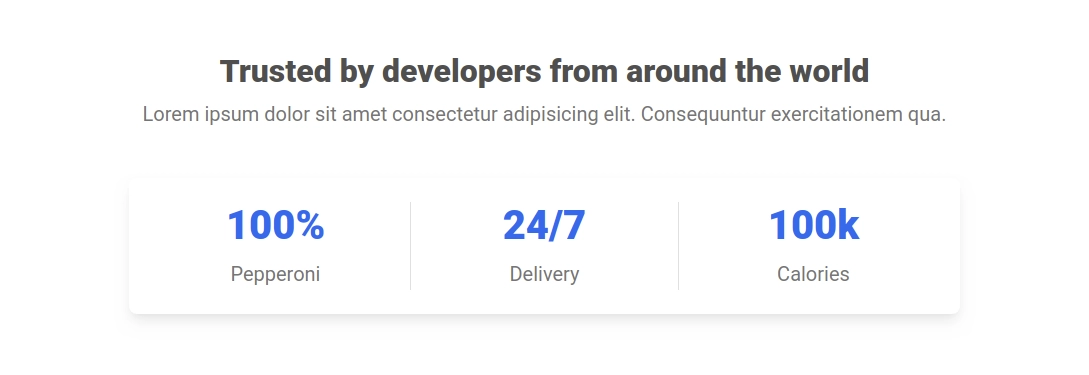 Trusted by developers from around the world
Lorem ipsum dolor sit amet consectetur adipisicing elit. Consequuntur exercitationem qua.
100%
Pepperoni
24/7
Delivery
100k
Calories